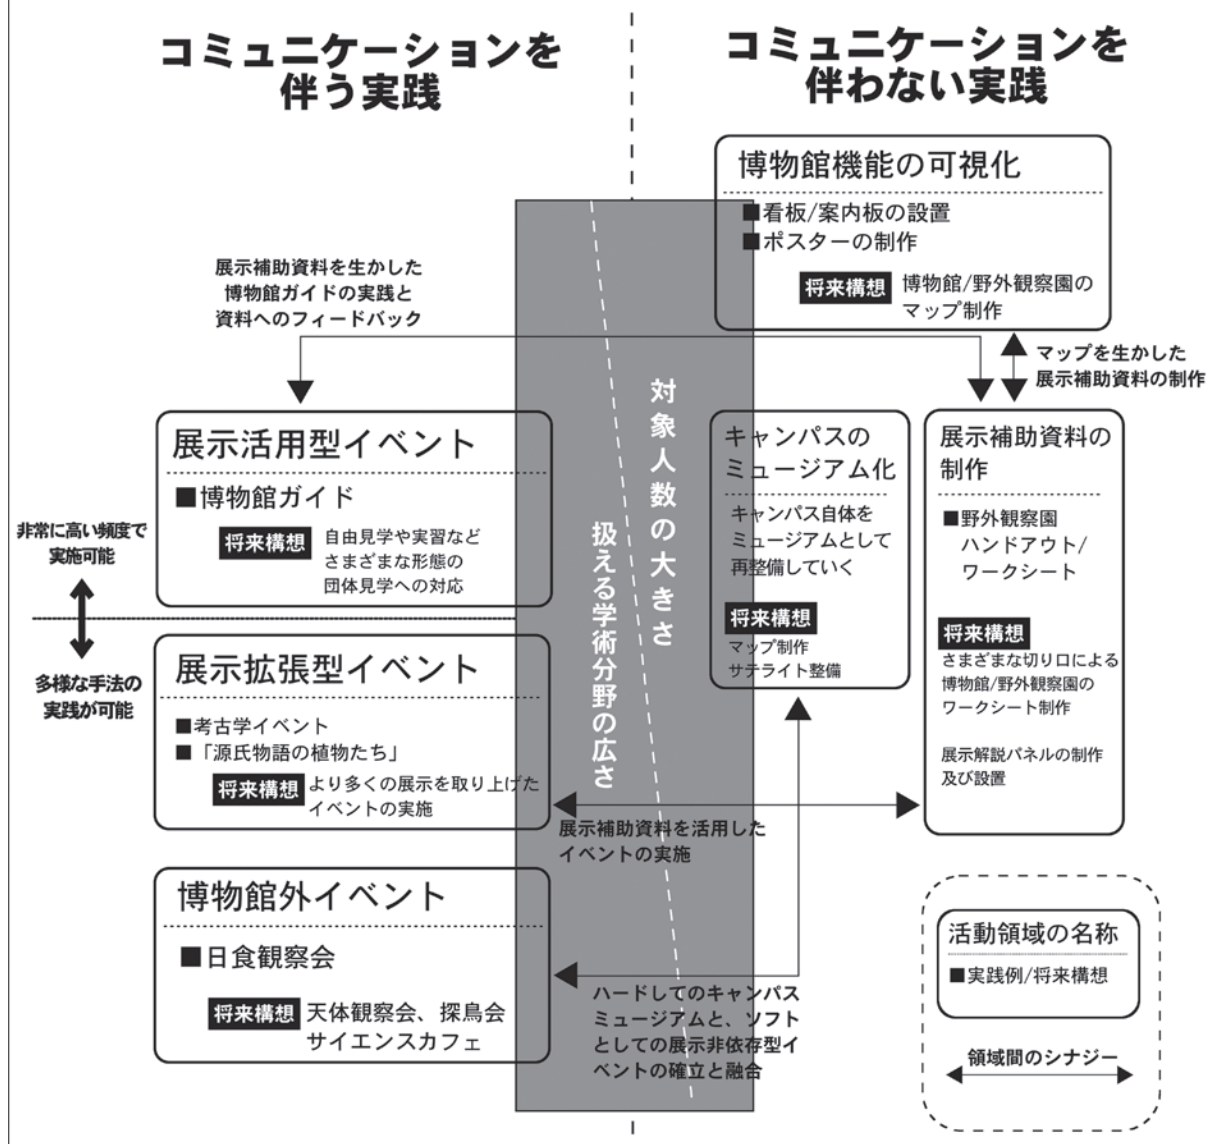 コミュニケーションを
伴う実践
コミュニケーションを
伴わない実践
博物館機能の可視化
■看板/案内板の設置
■ポスターの制作
将来構想 博物館/野外観察園の
マップ制作
展示補助資料を生かした
博物館ガイドの実践と
資料へのフィードバック
マップを生かした
展示補助資料の制作
対象人数の大きさ
扱える学術分野の広さ
展示活用型イベント
■博物館ガイド
将来構想 自由見学や実習など
さまざまな形態の
団体見学への対応
キャンパスの
ミュージアム化
キャンパス自体を
ミュージアムとして
再整備していく
将来構想
マップ制作
サテライト整備
展示補助資料の
制作
■野外観察園
ハンドアウト/
ワークシート
将来構想
さまざまな切り口による
博物館/野外観察園の
ワークシート制作
展示解説パネルの制作
及び設置
非常に高い頻度で
実施可能
多様な手法の
実践が可能
展示拡張型イベント
■考古学イベント
■「源氏物語の植物たち」
将来構想 より多くの展示を取り上げた
イベントの実施
展示補助資料を活用した
イベントの実施
博物館外イベント
■日食観察会
将来構想 天体観察会、探鳥会
サイエンスカフェ
ハードしてのキャンパス
ミュージアムと、ソフト
としての展示非依存型イ
ベントの確立と融合
活動領域の名称
■実践例/将来構想
領域間のシナジー